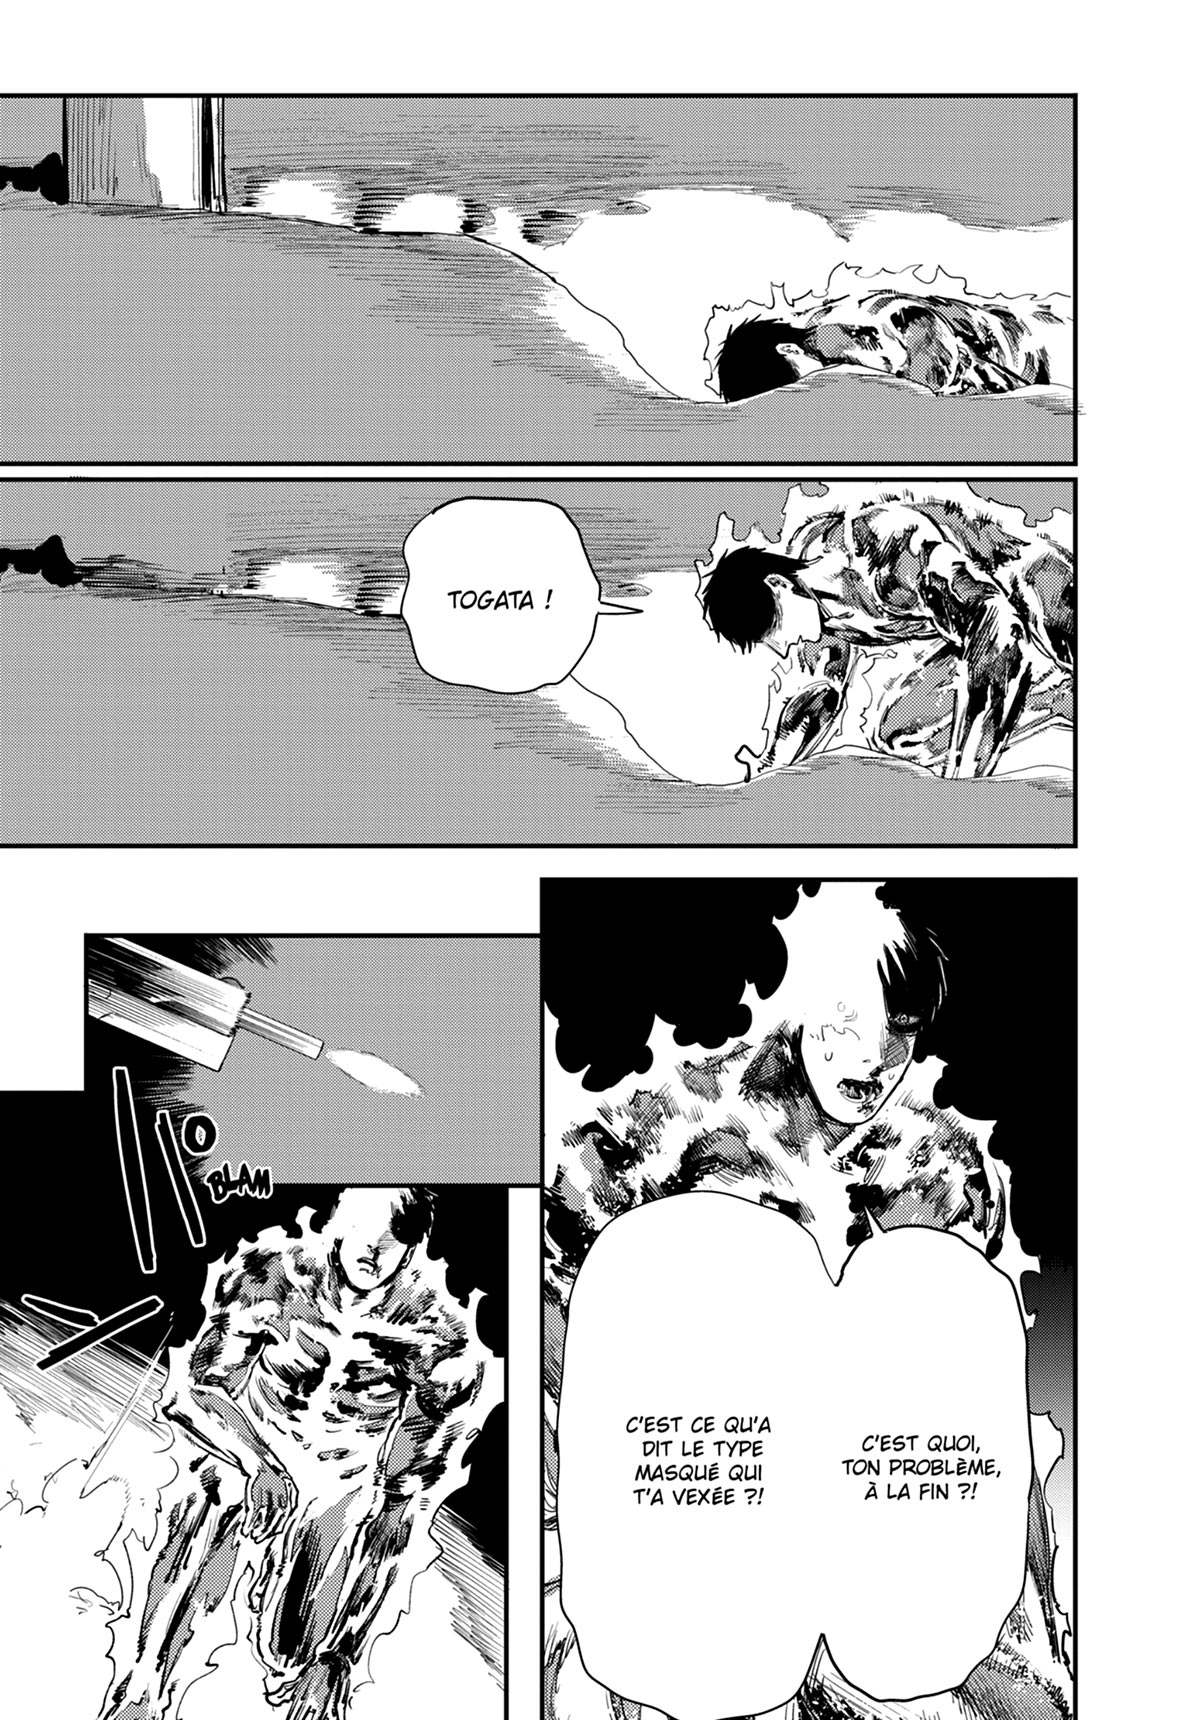 TOGATA !
C'EST QUOI,
TON PROBLÈME,
À LA FIN ?!
C'EST CE QU'A
DIT LE TYPE
MASQUÉ QUI
T'A VEXÉE ?!
BLAM